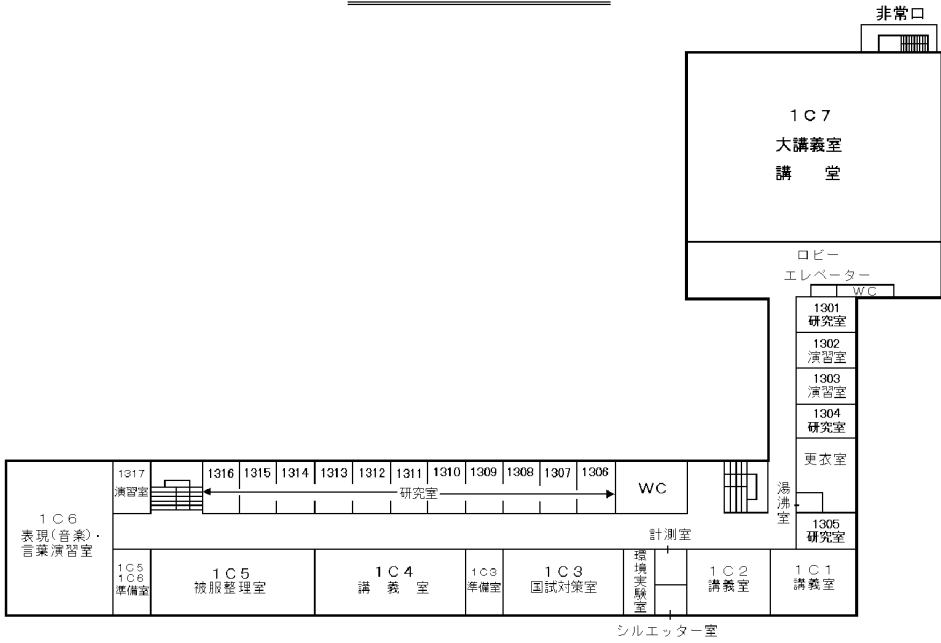 非常口
1C7
大講義室
講 堂
ロビー
エレベーター
WC
1301
研究室
1302
演習室
1303
演習室
1304
研究室
更衣室
湯沸室
1305
研究室
1317
演習室
1316 1315 1314 1313 1312 1311 1310 1309 1308 1307 1306
研究室
WC
1C6
表現(音楽)・
言葉演習室
計測室
1C5
1C6
準備室
1C5
被服整理室
1C4
講 義 室
1C3
準備室
1C3
国試対策室
環境実験室
1C2
講義室
1C1
講義室
シルエッター室